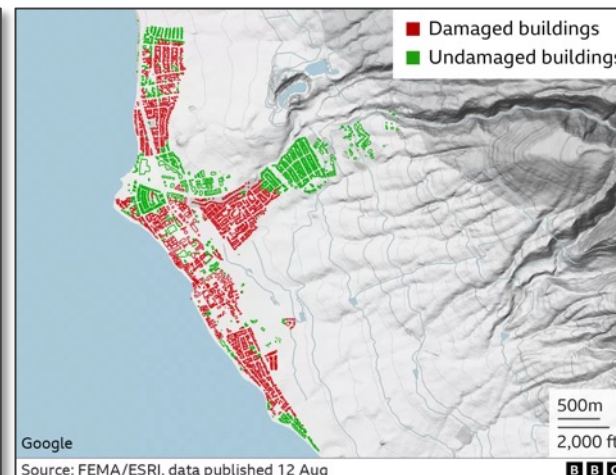 Damaged buildings
Undamaged buildings
500m
2,000 ft
Google
Source: FEMA/ESRI, data published 12 Aug
BBC